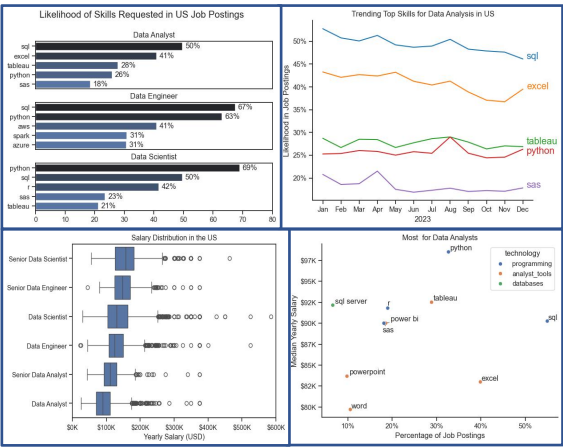 Likelihood of Skills Requested in US Job Postings
Data Analyst
sql 50%
excel 41%
tableau 28%
python 26%
sas 18%
Data Engineer
sql 67%
python 63%
aws 41%
spark 31%
azure 31%
Data Scientist
python 69%
sql 50%
r 42%
sas 23%
tableau 21%
0 10 20 30 40 50 60 70 80
Trending Top Skills for Data Analysis in US
Likelihood in Job Postings
50%
45%
40%
35%
30%
25%
20%
sql
excel
tableau
python
sas
Jan Feb Mar Apr May Jun Jul Aug Sep Oct Nov Dec
2023
Salary Distribution in the US
Senior Data Scientist
Senior Data Engineer
Data Scientist
Data Engineer
Senior Data Analyst
Data Analyst
$0K $100K $200K $300K $400K $500K $600K
Yearly Salary (USD)
Most for Data Analysts
Median Yearly Salary
$97K
$95K
$92K
$90K
$87K
$85K
$82K
$80K
python
technology
programming
analyst_tools
databases
sql server
r
tableau
power bi
sas
sql
powerpoint
excel
word
10% 20% 30% 40% 50%
Percentage of Job Postings